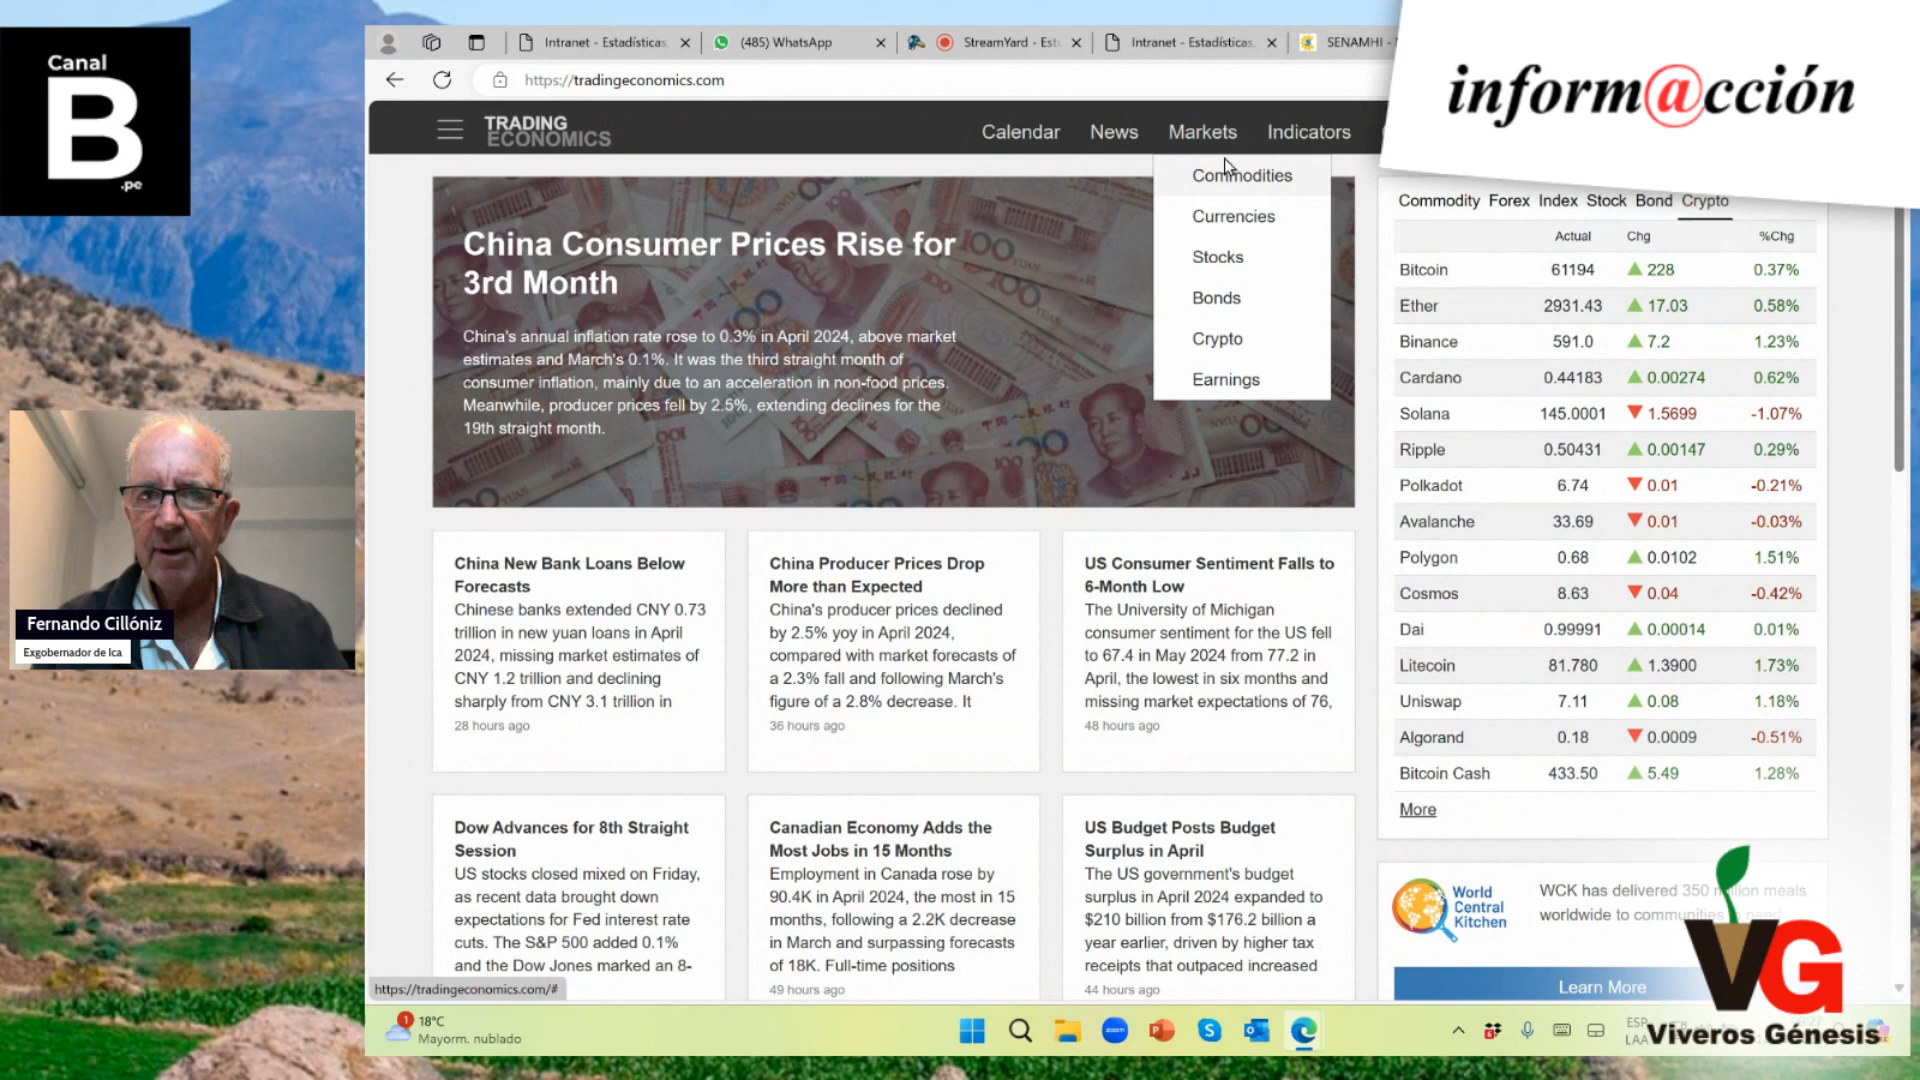 Canal
B
.pe
Intranet - Estadísticas,
(485) WhatsApp
StreamYard - Estu
Intranet - Estadísticas,
SENAMHI -
https://tradingeconomics.com
inform@cción
TRADING
ECONOMICS
Calendar
News
Markets
Indicators
Commodities
Currencies
Stocks
Bonds
Crypto
Earnings
China Consumer Prices Rise for
3rd Month
China's annual inflation rate rose to 0.3% in April 2024, above market
estimates and March's 0.1%. It was the third straight month of
consumer inflation, mainly due to an acceleration in non-food prices.
Meanwhile, producer prices fell by 2.5%, extending declines for the
19th straight month.
Commodity Forex Index Stock Bond Crypto
Actual Chg %Chg
Bitcoin 61194 228 0.37%
Ether 2931.43 17.03 0.58%
Binance 591.0 7.2 1.23%
Cardano 0.44183 0.00274 0.62%
Solana 145.0001 1.5699 -1.07%
Ripple 0.50431 0.00147 0.29%
Polkadot 6.74 0.01 -0.21%
Avalanche 33.69 0.01 -0.03%
Polygon 0.68 0.0102 1.51%
Cosmos 8.63 0.04 -0.42%
Dai 0.99991 0.00014 0.01%
Litecoin 81.780 1.3900 1.73%
Uniswap 7.11 0.08 1.18%
Algorand 0.18 0.0009 -0.51%
Bitcoin Cash 433.50 5.49 1.28%
More
Fernando Cillóniz
Exgobernador de Ica
China New Bank Loans Below
Forecasts
Chinese banks extended CNY 0.73
trillion in new yuan loans in April
2024, missing market estimates of
CNY 1.2 trillion and declining
sharply from CNY 3.1 trillion in
28 hours ago
China Producer Prices Drop
More than Expected
China's producer prices declined
by 2.5% yoy in April 2024,
compared with market forecasts of
a 2.3% fall and following March's
figure of a 2.8% decrease. It
36 hours ago
US Consumer Sentiment Falls to
6-Month Low
The University of Michigan
consumer sentiment for the US fell
to 67.4 in May 2024 from 77.2 in
April, the lowest in six months and
missing market expectations of 76,
48 hours ago
Dow Advances for 8th Straight
Session
US stocks closed mixed on Friday,
as recent data brought down
expectations for Fed interest rate
cuts. The S&P 500 added 0.1%
and the Dow Jones marked an 8-
Canadian Economy Adds the
Most Jobs in 15 Months
Employment in Canada rose by
90.4K in April 2024, the most in 15
months, following a 2.2K decrease
in March and surpassing forecasts
of 18K. Full-time positions
49 hours ago
US Budget Posts Budget
Surplus in April
The US government's budget
surplus in April 2024 expanded to
$210 billion from $176.2 billion a
year earlier, driven by higher tax
receipts that outpaced increased
44 hours ago
World
Central
Kitchen
WCK has delivered 350 million meals
worldwide to communities in need
Learn More
VG
Viveros Génesis
https://tradingeconomics.com/#
1
18°C
Mayorm. nublado
zoom
ESP
LAA